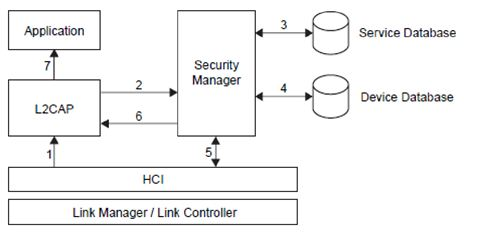 Application
7
L2CAP
1
2
6
Security
Manager
3
4
5
Service Database
Device Database
HCI
Link Manager / Link Controller